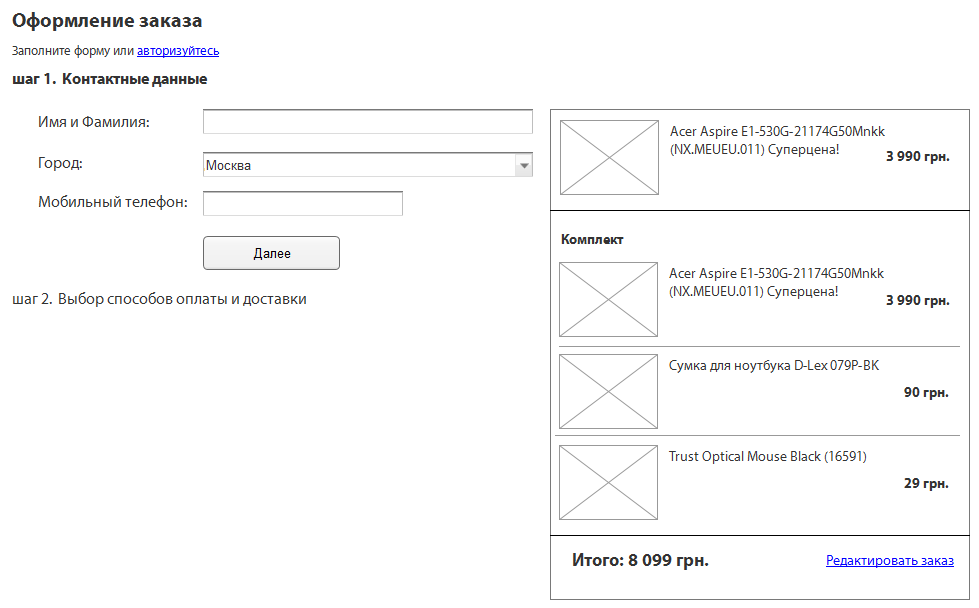 Оформление заказа
Заполните форму или авторизуйтесь
шаг 1. Контактные данные
Имя и Фамилия:
Город:
Москва
Мобильный телефон:
Далее
шаг 2. Выбор способов оплаты и доставки
Acer Aspire E1-530G-21174G50Mnkk
(NX.MEUEU.011) Суперцена!
3 990 грн.
Комплект
Acer Aspire E1-530G-21174G50Mnkk
(NX.MEUEU.011) Суперцена!
3 990 грн.
Сумка для ноутбука D-Lex 079P-BK
90 грн.
Trust Optical Mouse Black (16591)
29 грн.
Итого: 8 099 грн.
Редактировать заказ